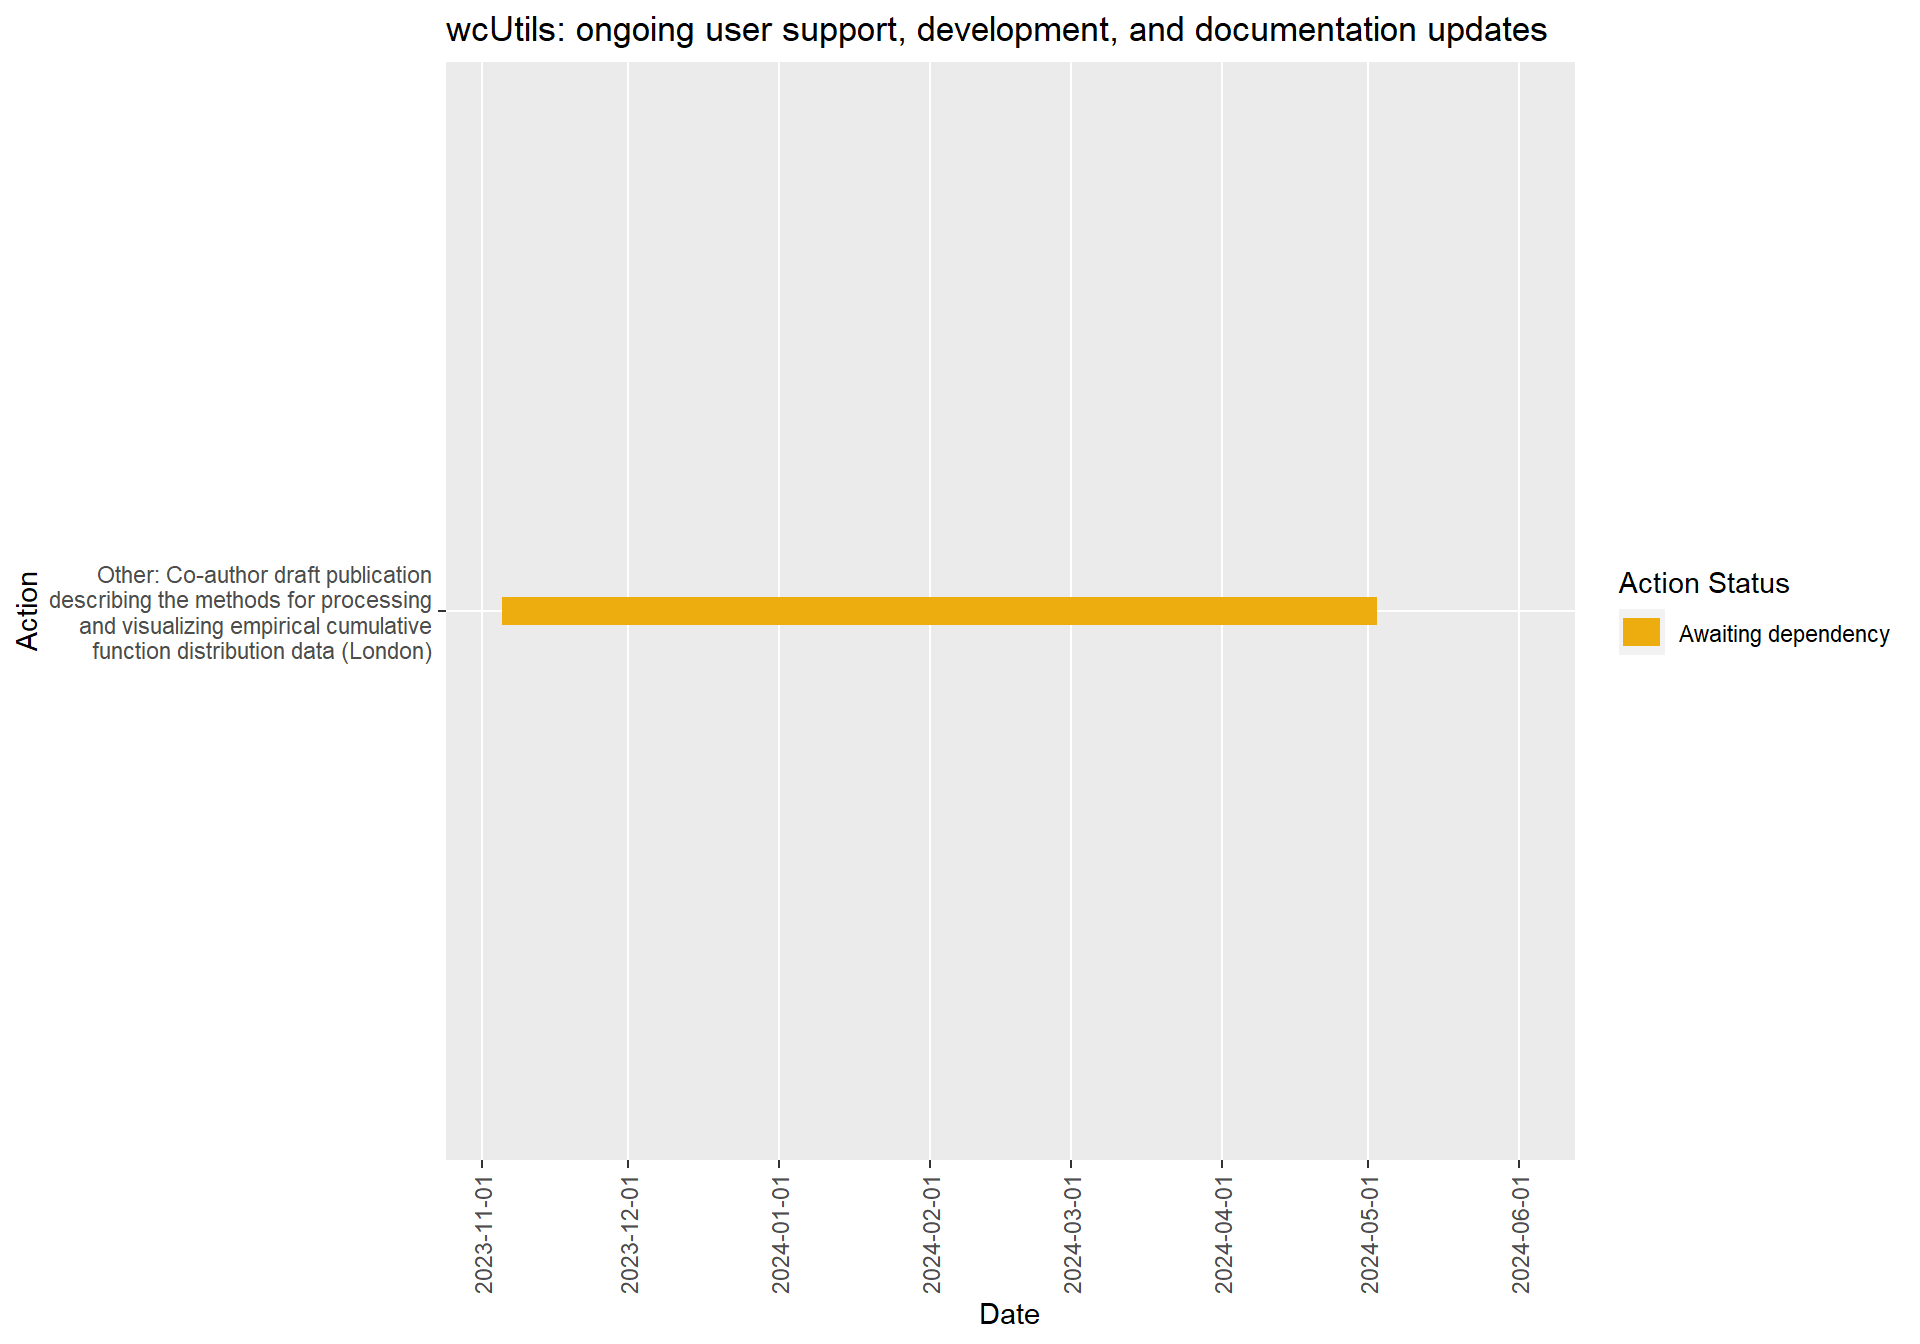 wcUtils: ongoing user support, development, and documentation updates
Action
Other: Co-author draft publication
describing the methods for processing
and visualizing empirical cumulative
function distribution data (London)
Action Status
Awaiting dependency
2023-11-01
2023-12-01
2024-01-01
2024-02-01
2024-03-01
2024-04-01
2024-05-01
2024-06-01
Date